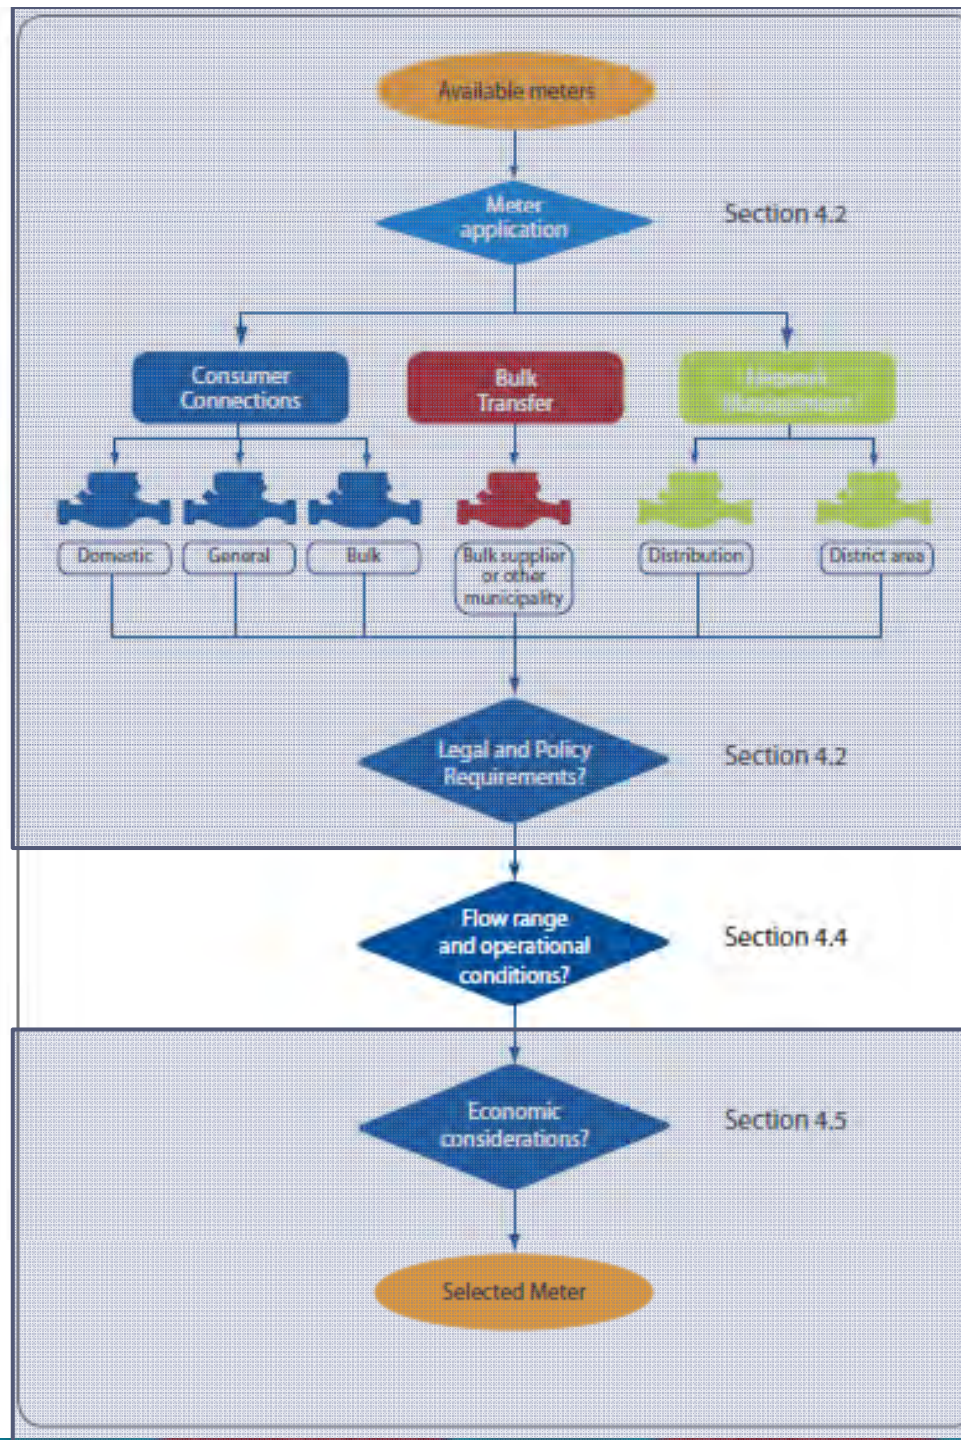 Available meters
Meter
application
Section 4.2
Consumer
Connections
Bulk
Transfer
Management
Domestic
General
Bulk
Bulk supplier
or other
municipality
Distribution
District area
Legal and Policy
Requirements?
Section 4.2
Flow range
and operational
conditions?
Section 4.4
Economic
considerations?
Section 4.5
Selected Meter